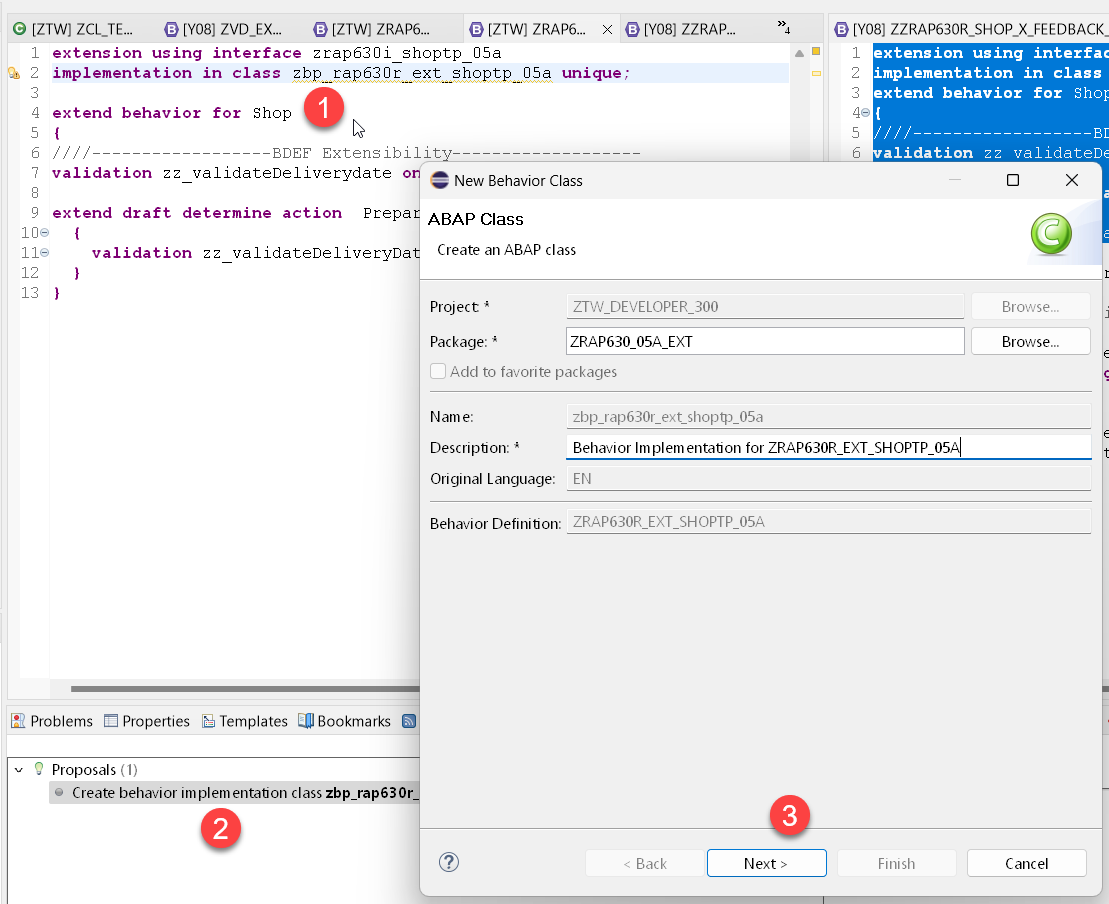 [ZTW] ZCL_TE...
[Y08] ZVD_EX...
[ZTW] ZRAP6...
[ZTW] ZRAP6...
[Y08] ZZRAP...
4
[Y08] ZZRAP630R_SHOP_X_FEEDBACK_
1 extension using interface zrap630i_shoptp_05a
2 implementation in class zbp_rap630r_ext_shoptp_05a unique;
3
4 extend behavior for Shop
5 {
6 ////-----------------BDEF Extensibility------------------
7 validation zz_validateDeliverydate on
8
9 extend draft determine action  Prepar
10 {
11 validation zz_validateDeliveryDat
12 }
13 }
1 extension using interfac
2 implementation in class
3 extend behavior for Shop
4 {
5 ////-----------------BD
6 validation zz_validateDe
1
New Behavior Class
ABAP Class
Create an ABAP class
C
Project: * ZTW_DEVELOPER_300 Browse...
Package: * ZRAP630_05A_EXT Browse...
Add to favorite packages
Name: zbp_rap630r_ext_shoptp_05a
Description: * Behavior Implementation for ZRAP630R_EXT_SHOPTP_05A
Original Language: EN
Behavior Definition: ZRAP630R_EXT_SHOPTP_05A
Problems Properties Templates Bookmarks
Proposals (1)
Create behavior implementation class zbp_rap630r_
2
3
? < Back Next > Finish Cancel